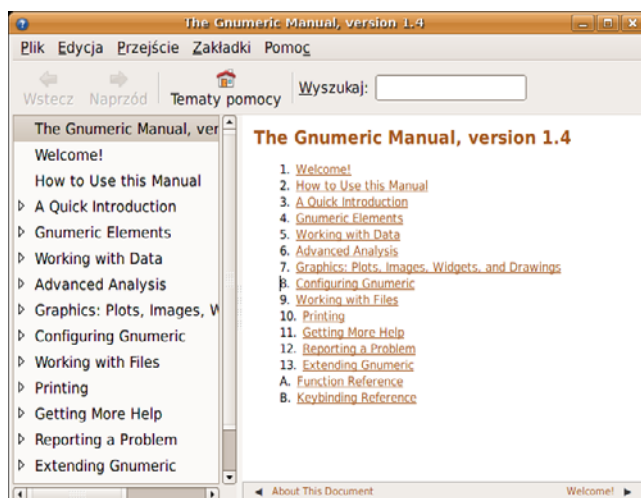 The Gnumeric Manual, version 1.4
Plik Edycja Przejście Zakładki Pomoc
Wstecz Naprzód Tematy pomocy Wyszukaj:
The Gnumeric Manual, ver
Welcome!
How to Use this Manual
A Quick Introduction
Gnumeric Elements
Working with Data
Advanced Analysis
Graphics: Plots, Images, W
Configuring Gnumeric
Working with Files
Printing
Getting More Help
Reporting a Problem
Extending Gnumeric
The Gnumeric Manual, version 1.4
1. Welcome!
2. How to Use this Manual
3. A Quick Introduction
4. Gnumeric Elements
5. Working with Data
6. Advanced Analysis
7. Graphics: Plots, Images, Widgets, and Drawings
8. Configuring Gnumeric
9. Working with Files
10. Printing
11. Getting More Help
12. Reporting a Problem
13. Extending Gnumeric
A. Function Reference
B. Keybinding Reference
About This Document Welcome!